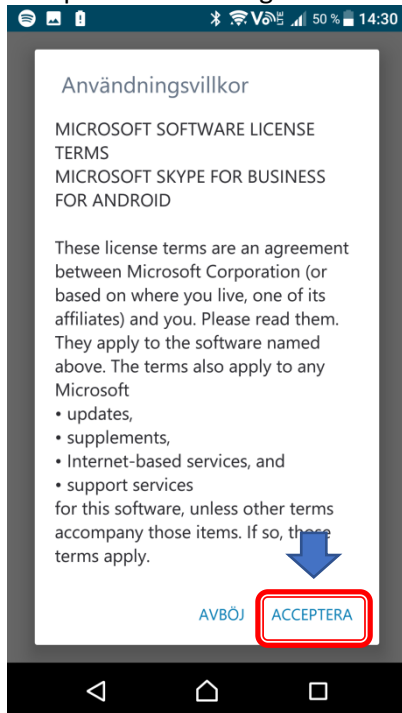 50 % 14:30
Användningsvillkor
MICROSOFT SOFTWARE LICENSE
TERMS
MICROSOFT SKYPE FOR BUSINESS
FOR ANDROID
These license terms are an agreement
between Microsoft Corporation (or
based on where you live, one of its
affiliates) and you. Please read them.
They apply to the software named
above. The terms also apply to any
Microsoft
• updates,
• supplements,
• Internet-based services, and
• support services
for this software, unless other terms
accompany those items. If so, those
terms apply.
AVBÖJ ACCEPTERA